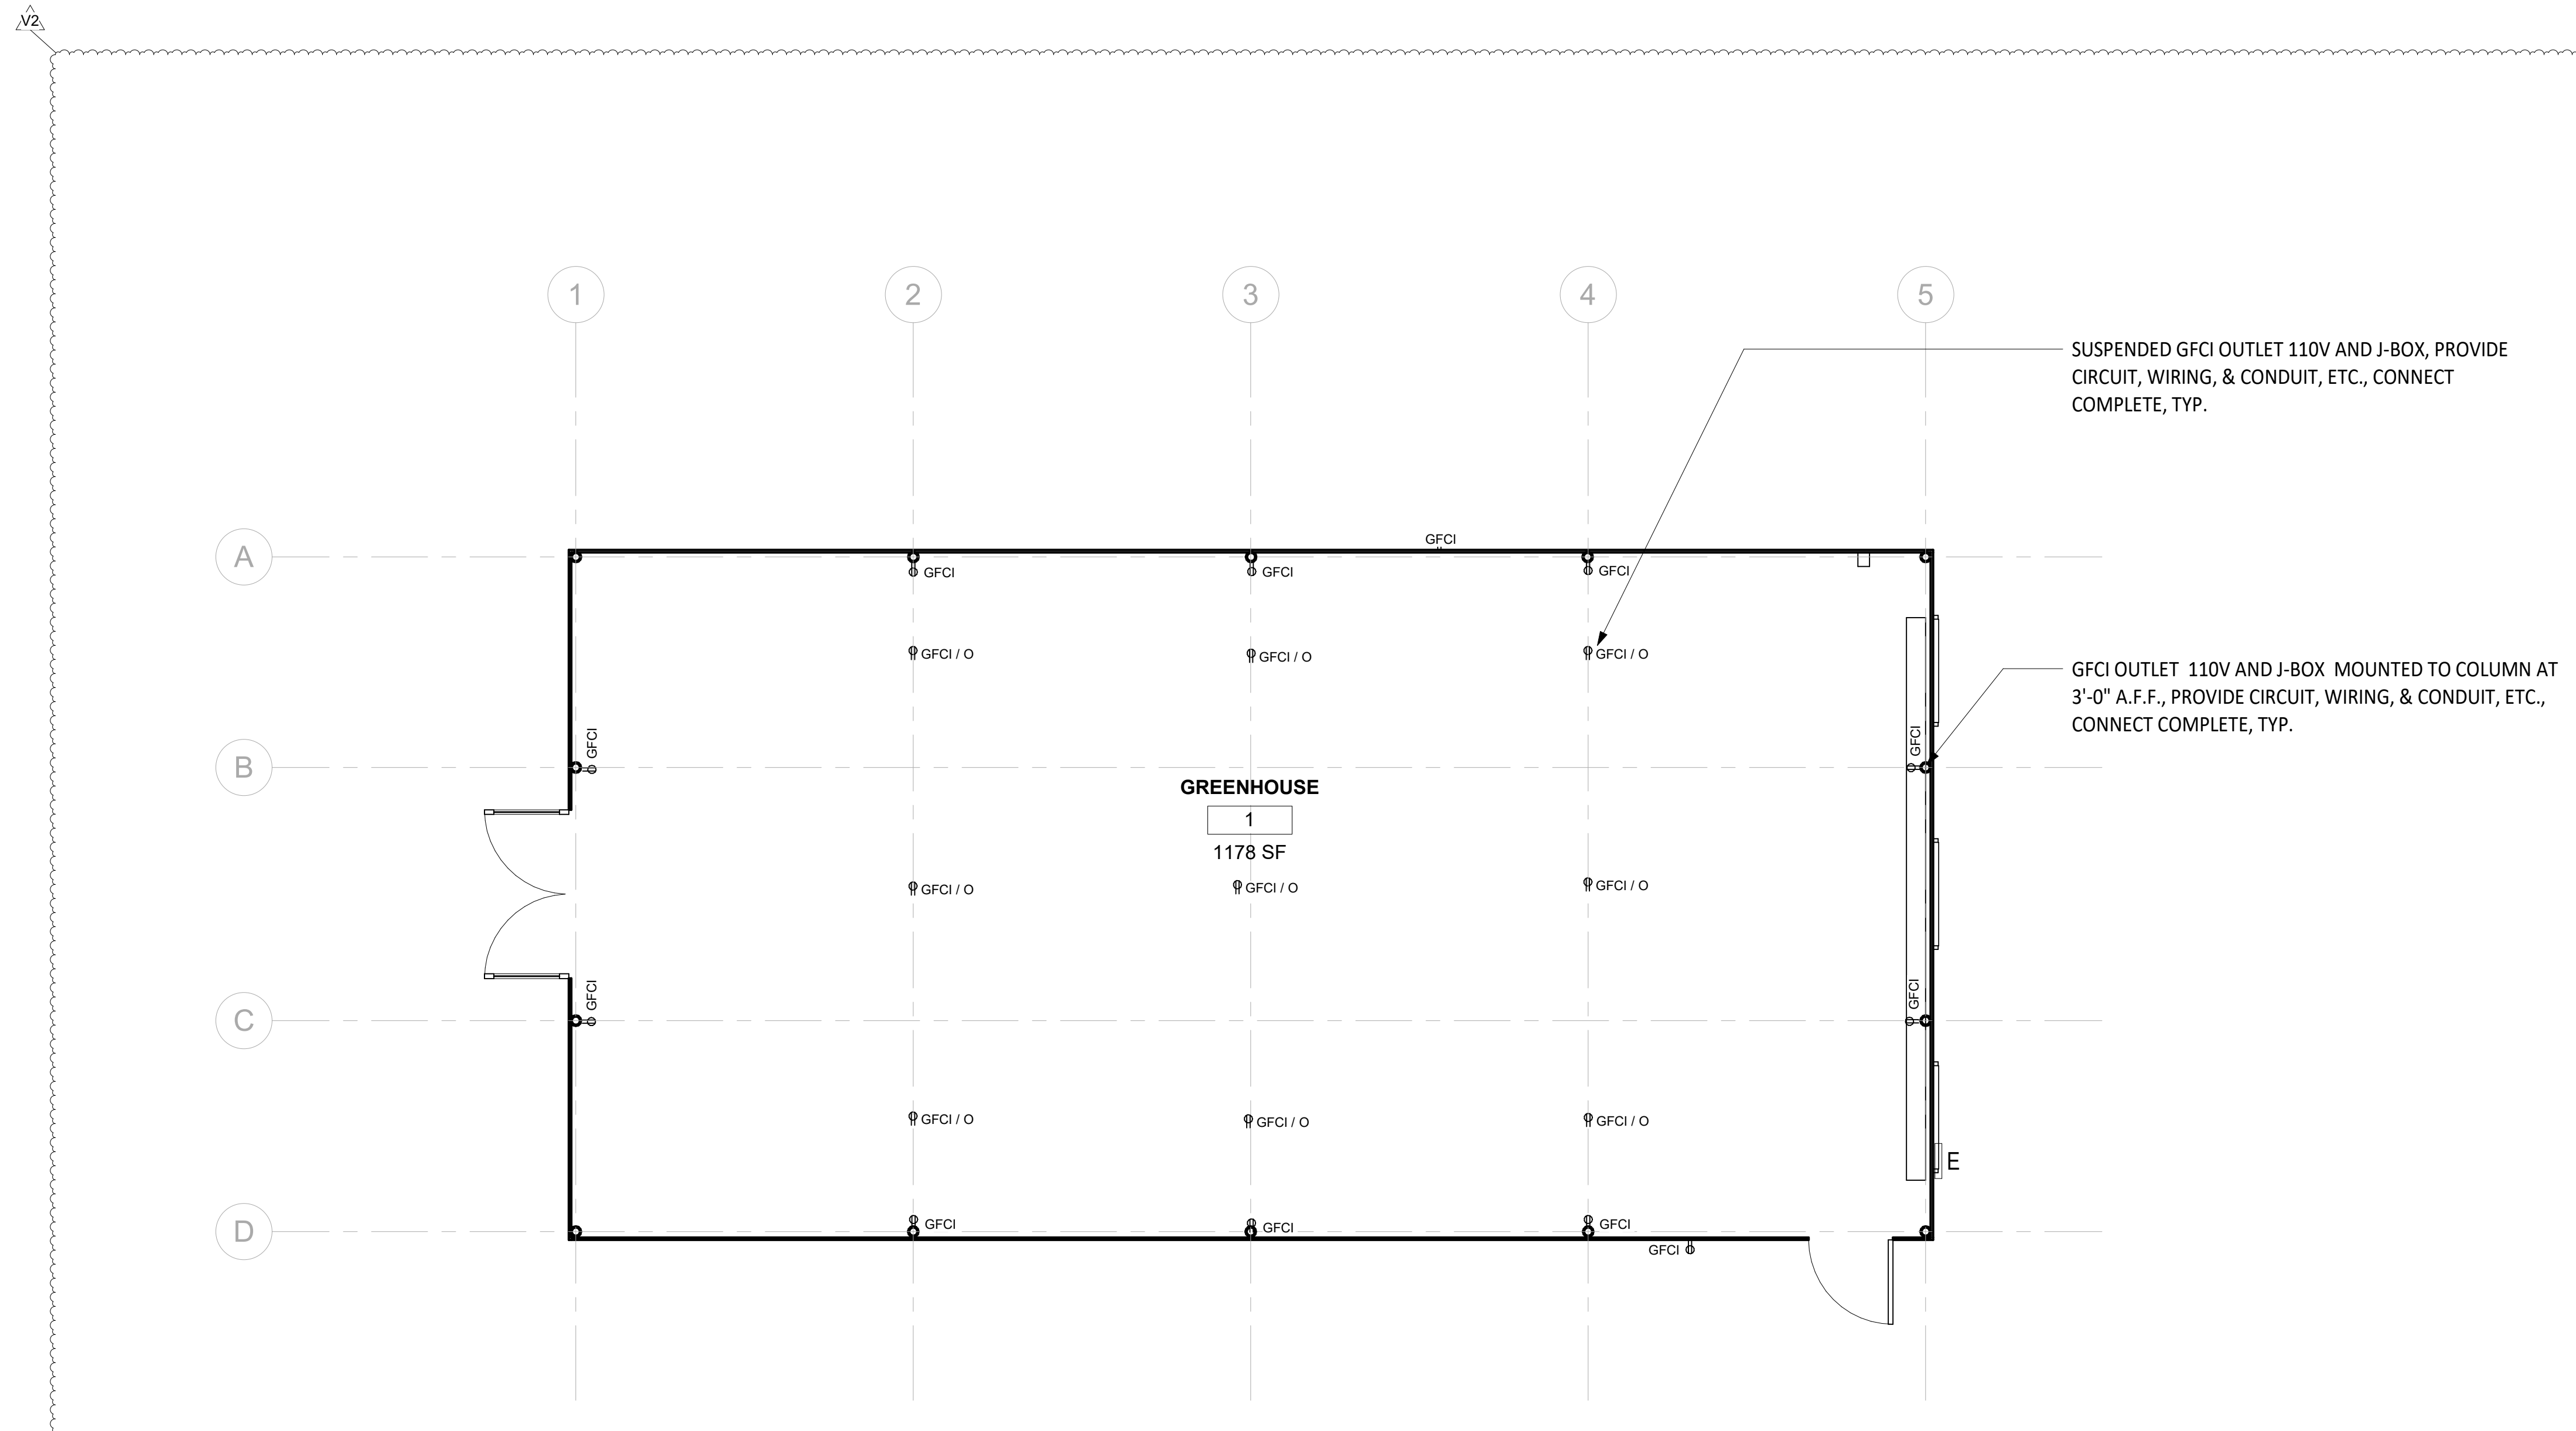 V2
1
2
3
4
5
SUSPENDED GFCI OUTLET 110V AND J-BOX, PROVIDE
CIRCUIT, WIRING, & CONDUIT, ETC., CONNECT
COMPLETE, TYP.
A
GFCI
GFCI
GFCI
GFCI
GFCI / O
GFCI / O
GFCI / O
GFCI OUTLET 110V AND J-BOX MOUNTED TO COLUMN AT
3'-0" A.F.F., PROVIDE CIRCUIT, WIRING, & CONDUIT, ETC.,
CONNECT COMPLETE, TYP.
B
GFCI
GFCI
GREENHOUSE
1
1178 SF
GFCI / O
GFCI / O
GFCI / O
C
GFCI
GFCI
GFCI / O
GFCI / O
GFCI / O
E
D
GFCI
GFCI
GFCI
GFCI